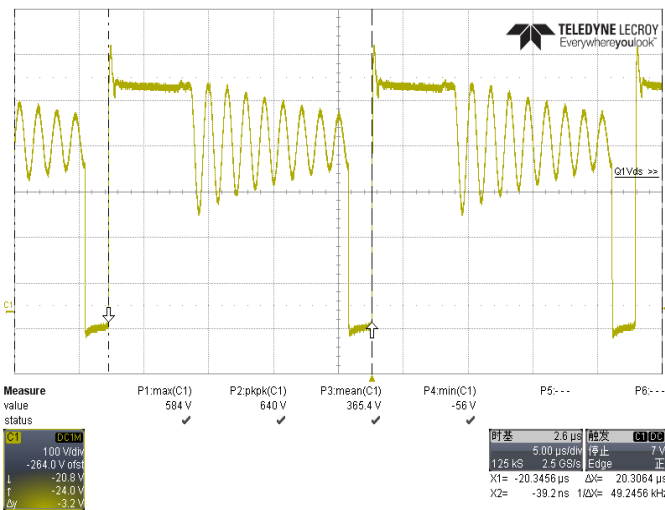 TELEDYNE LECROY
Everywhereyoulook™
Q1Vds >>
C1
Measure P1:max(C1) P2:pkpk(C1) P3:mean(C1) P4:min(C1) P5:- - - P6:- - -
value 584 V 640 V 365.4 V -56 V
status
C1 DC1M
100 V/div
-264.0 V ofst
↓ -20.8 V
↑ -24.0 V
Δy -3.2 V
时基 2.6 µs
5.00 µs/div
125 kS 2.5 GS/s
触发 C1 DC
停止 7 V
Edge 正
X1= -20.3456 µs ΔX= 20.3064 µs
X2= -39.2 ns 1/ΔX= 49.2456 kHz